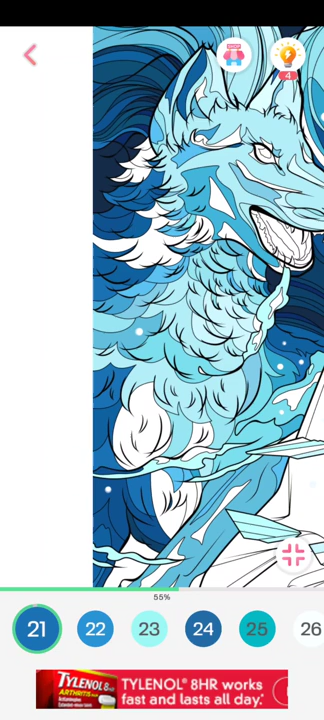 SHOP
4
55%
21
22
23
24
25
26
TYLENOL 8HR
ARTHRITIS PAIN
TYLENOL® 8HR works
fast and lasts all day.*